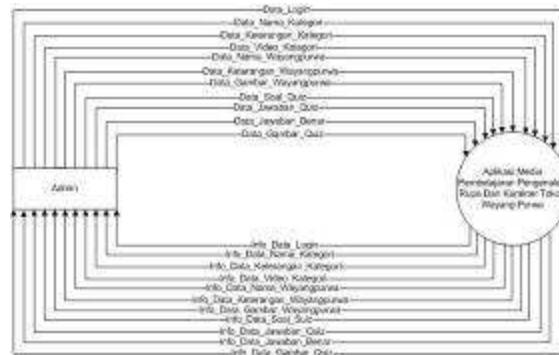 Data_Login
Data_Nama_Kategori
Data_Keterangan_Kategori
Data_Video_Kategori
Data_Nama_Wayangpurwa
Data_Keterangan_Wayangpurwa
Data_Gambar_Wayangpurwa
Data_Soal_Quiz
Data_Jawaban_Quiz
Data_Jawaban_Benar
Data_Gambar_Quiz
Admin
Aplikasi Media
Pembelajaran Pengenalan
Rupa Dan Karakter Tokoh
Wayang Purwa
Info_Data_Login
Info_Data_Nama_Kategori
Info_Data_Keterangan_Kategori
Info_Data_Video_Kategori
Info_Data_Nama_Wayangpurwa
Info_Data_Keterangan_Wayangpurwa
Info_Data_Gambar_Wayangpurwa
Info_Data_Soal_Quiz
Info_Data_Jawaban_Quiz
Info_Data_Jawaban_Benar
Info_Data_Gambar_Quiz